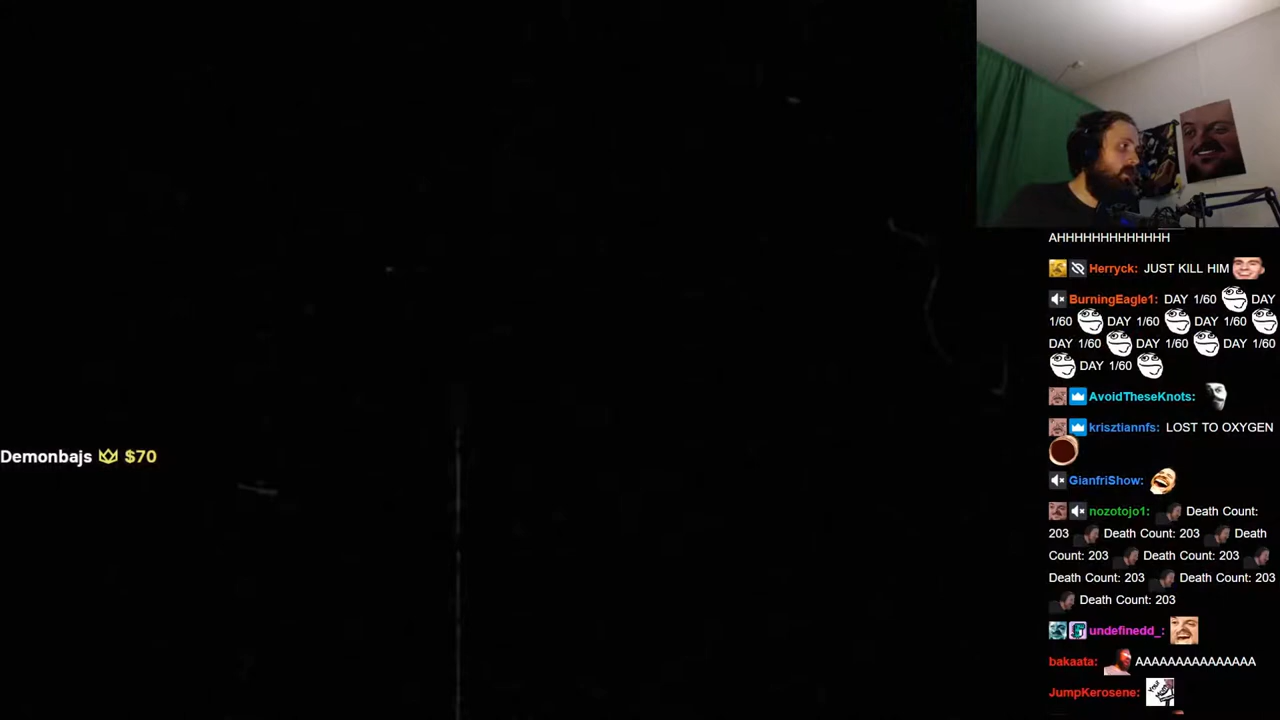 AHHHHHHHHHHHHH
Herryck: JUST KILL HIM
BurningEagle1: DAY 1/60 DAY
1/60 DAY 1/60 DAY 1/60
DAY 1/60 DAY 1/60 DAY 1/60
DAY 1/60
AvoidTheseKnots:
krisztiannfs: LOST TO OXYGEN
Demonbajs $70
GianfriShow:
nozotojo1: Death Count:
203 Death Count: 203 Death
Count: 203 Death Count: 203
Death Count: 203 Death Count: 203
Death Count: 203
undefinedd_:
bakaata: AAAAAAAAAAAAAAA
JumpKerosene: